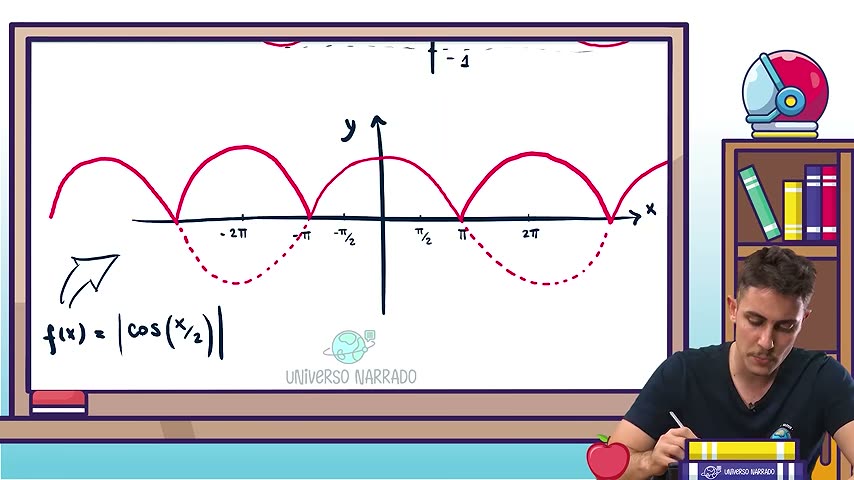 - 1
y
x
- 2π -π -π/2 π/2 π 2π
f(x) = |cos(x/2)|
UNIVERSO NARRADO
UNIVERSO NARRADO